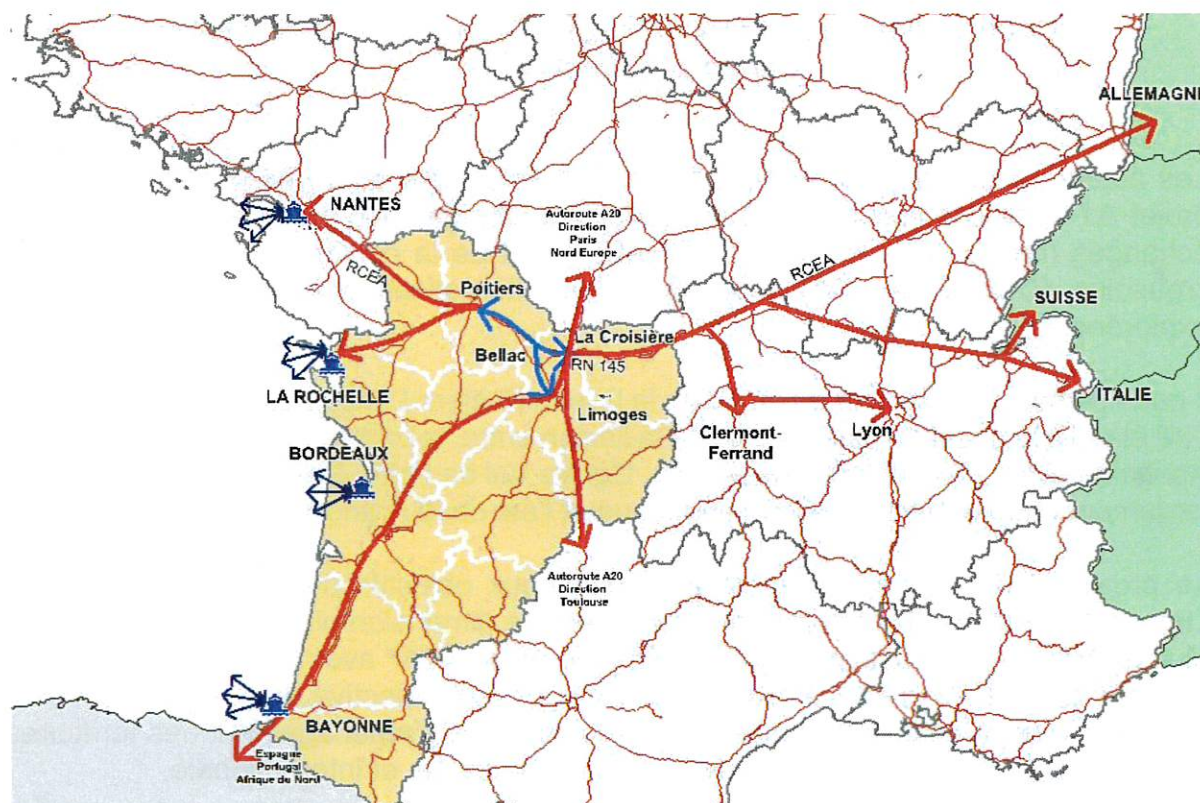 ALLEMAGNE
NANTES
Autoroute A20
Direction
Paris
Nord Europe
RCEA
RCEA
Poitiers
SUISSE
La Croisière
Bellac
RN 145
ITALIE
LA ROCHELLE
Limoges
Clermont-
Ferrand
Lyon
BORDEAUX
Autoroute A20
Direction
Toulouse
BAYONNE
Espagne
Portugal
Afrique du Nord